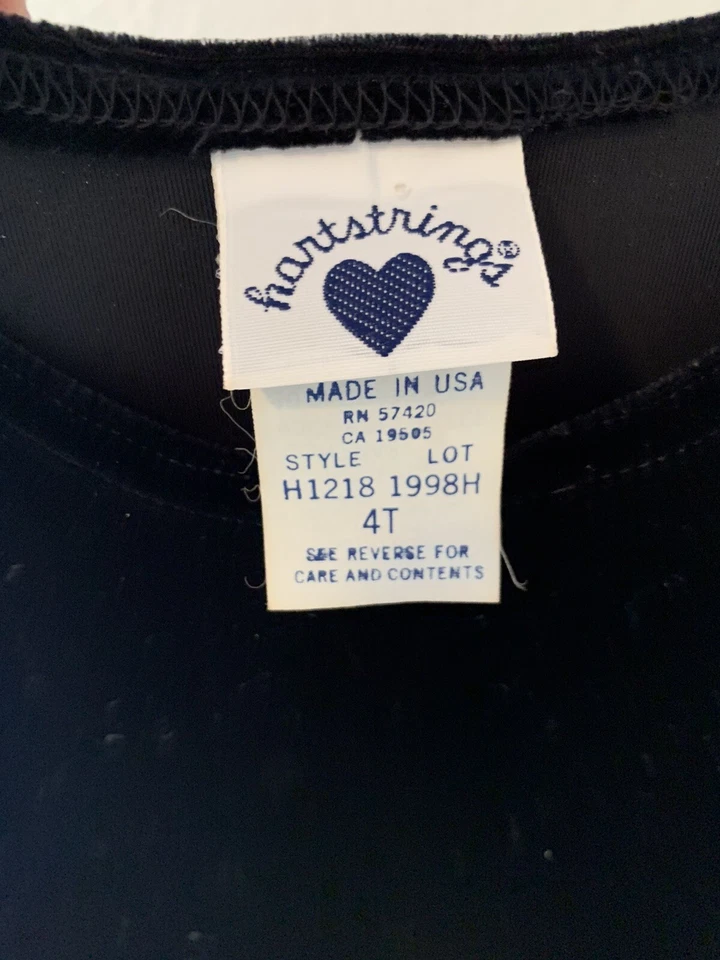 hartstrings®
MADE IN USA
RN 57420
CA 19505
STYLE LOT
H1218 1998H
4T
SEE REVERSE FOR
CARE AND CONTENTS